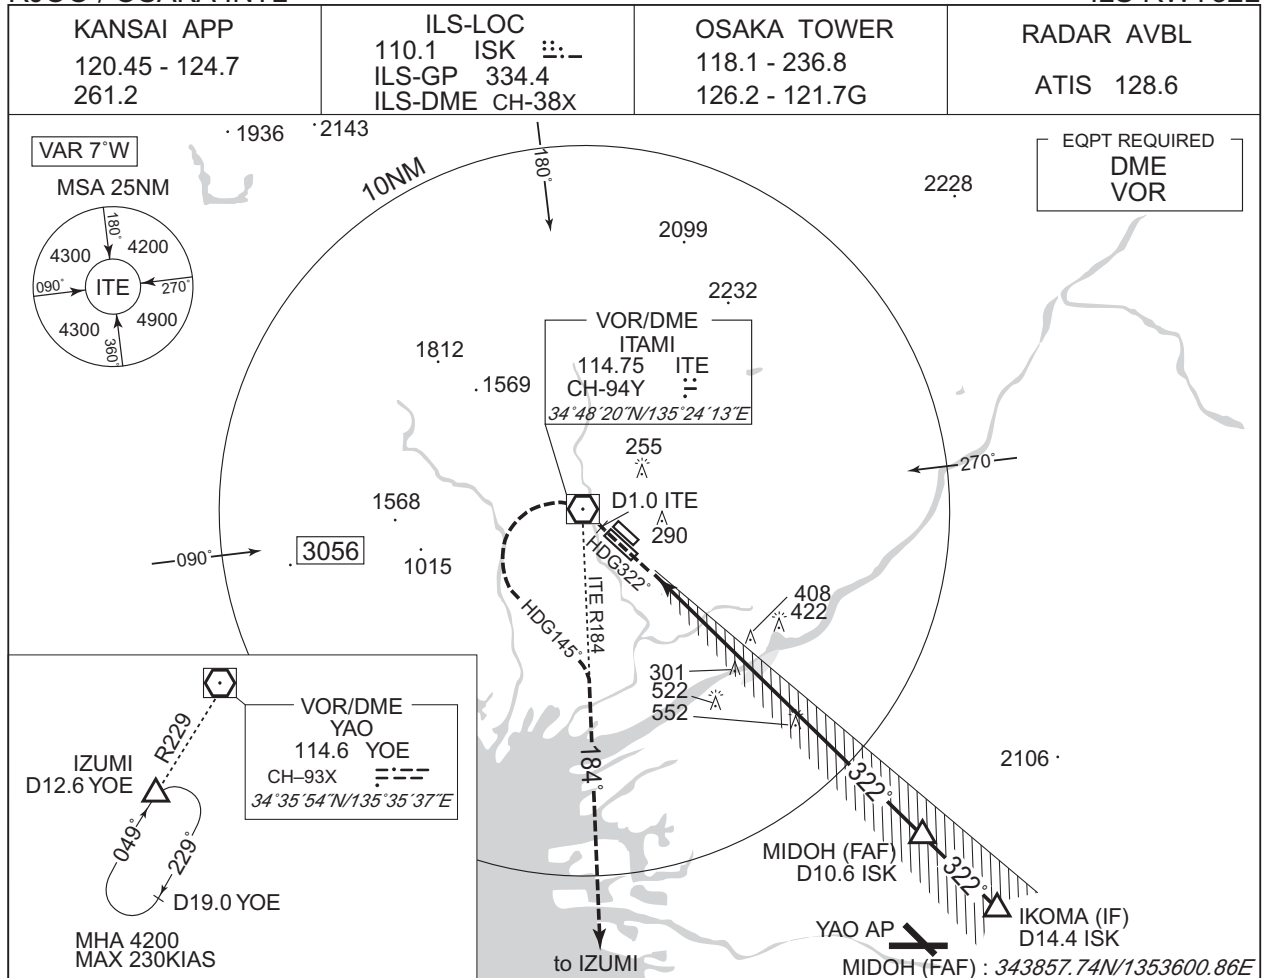 KANSAI APP
120.45 - 124.7
261.2
ILS-LOC
110.1 ISK
ILS-GP 334.4
ILS-DME CH-38X
OSAKA TOWER
118.1 - 236.8
126.2 - 121.7G
RADAR AVBL
ATIS 128.6
VAR 7°W
MSA 25NM
180°
4300
4200
090°
ITE
270°
4300
4900
360°
1936
2143
10NM
180°
EQPT REQUIRED
DME
VOR
2228
2099
2232
VOR/DME
ITAMI
114.75 ITE
CH-94Y
34°48´20˝N/135°24´13˝E
1812
1569
255
270°
D1.0 ITE
290
1568
090°
3056
1015
HDG322°
ITE R184
HDG145°
408
422
301
522
552
184°
322°
2106
MIDOH (FAF)
D10.6 ISK
322°
IKOMA (IF)
D14.4 ISK
YAO AP
to IZUMI
MIDOH (FAF) : 343857.74N/1353600.86E
VOR/DME
YAO
114.6 YOE
CH–93X
34°35´54˝N/135°35´37˝E
R229
IZUMI
D12.6 YOE
049°
229°
D19.0 YOE
MHA 4200
MAX 230KIAS